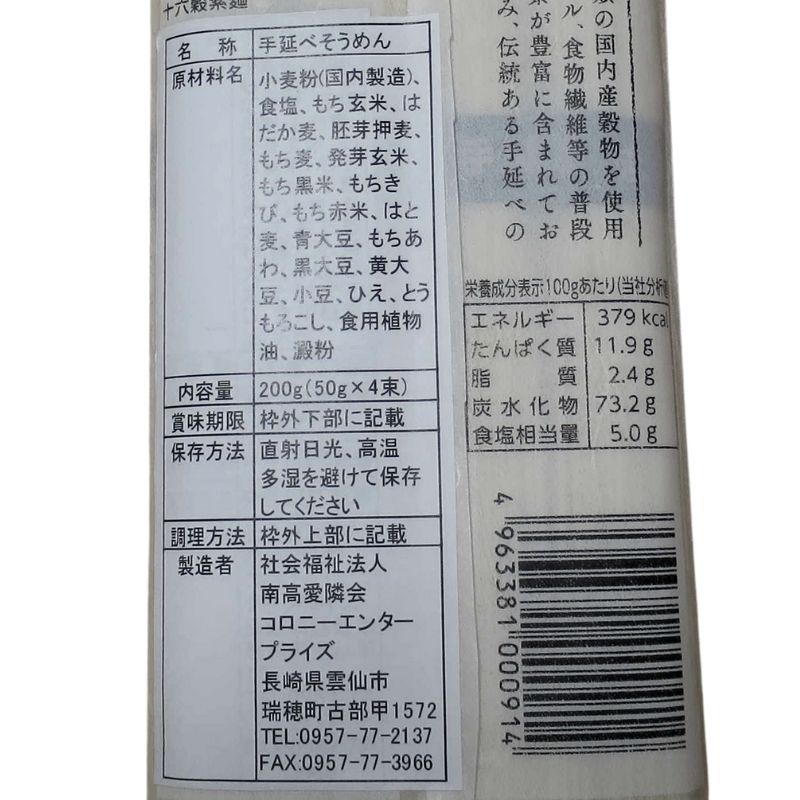 十六穀素麺
名 称 手延べそうめん
原材料名 小麦粉(国内製造)、
食塩、もち玄米、は
だか麦、胚芽押麦、
もち麦、発芽玄米、
もち黒米、もちき
び、もち赤米、はと
麦、青大豆、もちあ
わ、黒大豆、黄大
豆、小豆、ひえ、とう
もろこし、食用植物
油、澱粉
内容量 200g(50g×4束)
賞味期限 枠外下部に記載
保存方法 直射日光、高温
多湿を避けて保存
してください
調理方法 枠外上部に記載
製造者 社会福祉法人
南高愛隣会
コロニーエンター
プライズ
長崎県雲仙市
瑞穂町古部甲1572
TEL:0957-77-2137
FAX:0957-77-3966
の国内産穀物を使用
ル、食物繊維等の普段
が豊富に含まれてお
み、伝統ある手延べの
栄養成分表示100gあたり(当社分析
エネルギー 379 kcal
たんぱく質 11.9 g
脂 質 2.4 g
炭水化物 73.2 g
食塩相当量 5.0 g
4 963381 000914